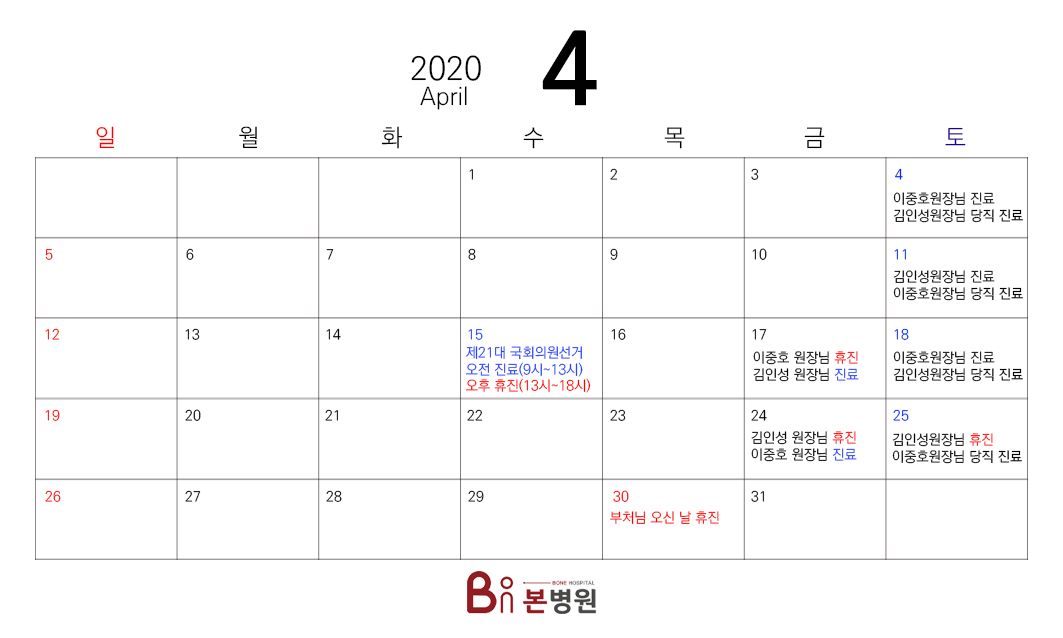 2020
April
4
일 월 화 수 목 금 토
1 2 3 4
이중호원장님 진료
김인성원장님 당직 진료
5 6 7 8 9 10 11
김인성원장님 진료
이중호원장님 당직 진료
12 13 14 15 16 17 18
제21대 국회의원선거
오전 진료(9시~13시)
오후 휴진(13시~18시)
이중호 원장님 휴진
김인성 원장님 진료
이중호원장님 진료
김인성원장님 당직 진료
19 20 21 22 23 24 25
김인성 원장님 휴진
이중호 원장님 진료
김인성원장님 휴진
이중호원장님 당직 진료
26 27 28 29 30 31
부처님 오신 날 휴진
Bon
BONE HOSPITAL
본병원